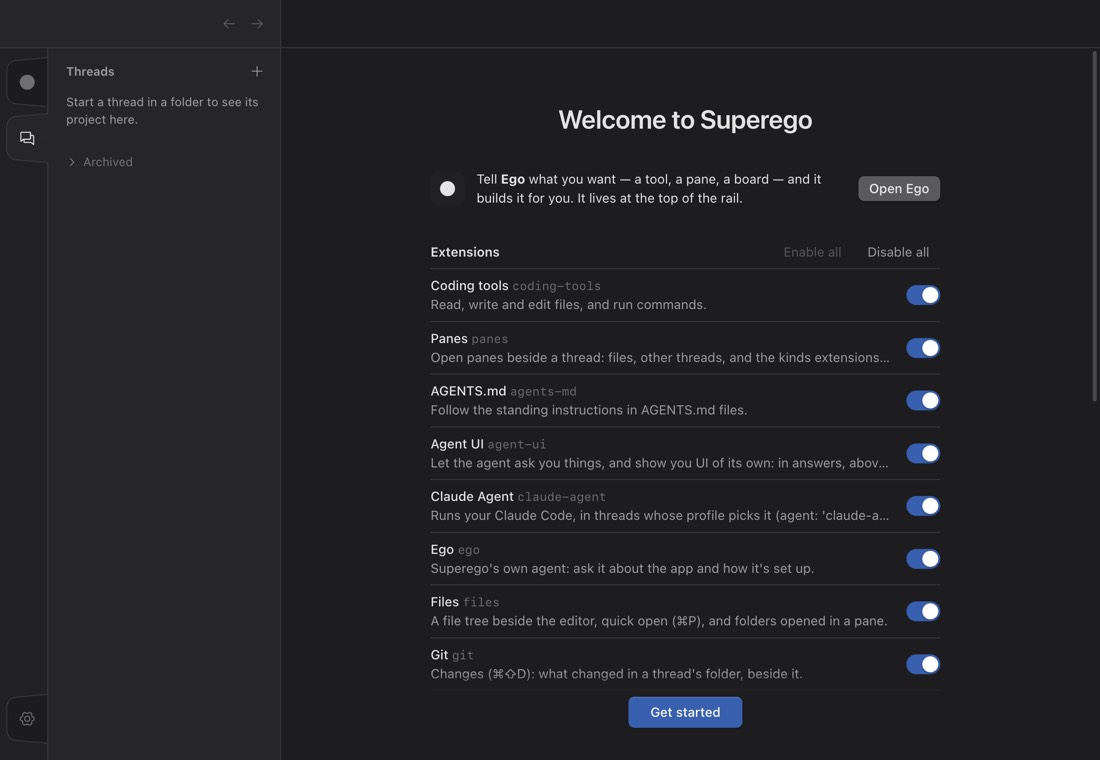 Threads
Start a thread in a folder to see its
project here.
Archived
Welcome to Superego
Tell Ego what you want — a tool, a pane, a board — and it
builds it for you. It lives at the top of the rail.
Open Ego
Extensions
Enable all
Disable all
Coding tools coding-tools
Read, write and edit files, and run commands.
Panes panes
Open panes beside a thread: files, other threads, and the kinds extensions...
AGENTS.md agents-md
Follow the standing instructions in AGENTS.md files.
Agent UI agent-ui
Let the agent ask you things, and show you UI of its own: in answers, abov...
Claude Agent claude-agent
Runs your Claude Code, in threads whose profile picks it (agent: 'claude-a...
Ego ego
Superego's own agent: ask it about the app and how it's set up.
Files files
A file tree beside the editor, quick open (⌘P), and folders opened in a pane.
Git git
Changes (⌘⇧D): what changed in a thread's folder, beside it.
Get started